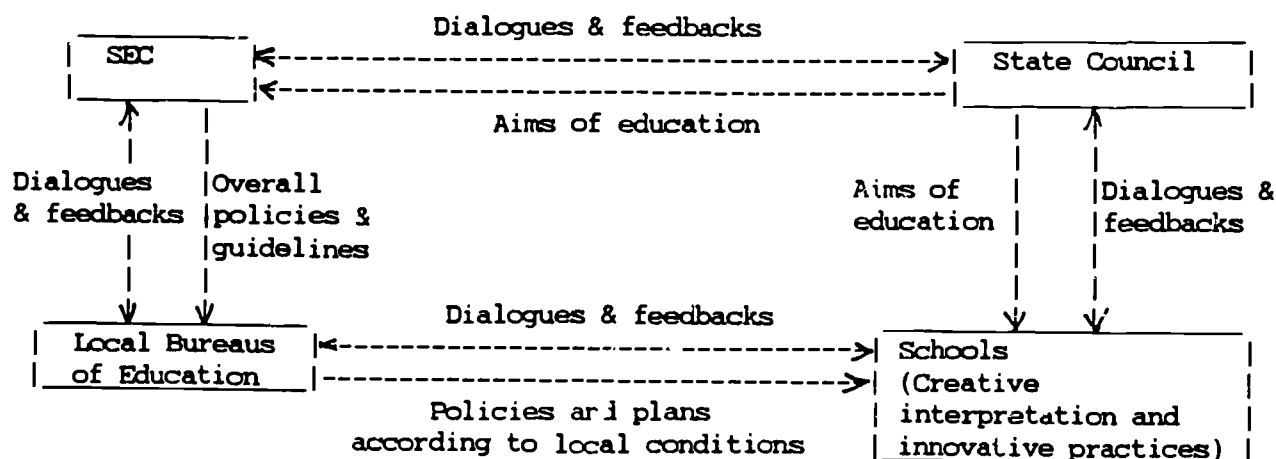 Dialogues & feedbacks
SEC
State Council
Aims of education
Dialogues
& feedbacks
Overall
policies &
guidelines
Aims of
education
Dialogues &
feedbacks
Dialogues & feedbacks
Local Bureaus
of Education
Schools
(Creative
interpretation and
innovative practices)
Policies and plans
according to local conditions